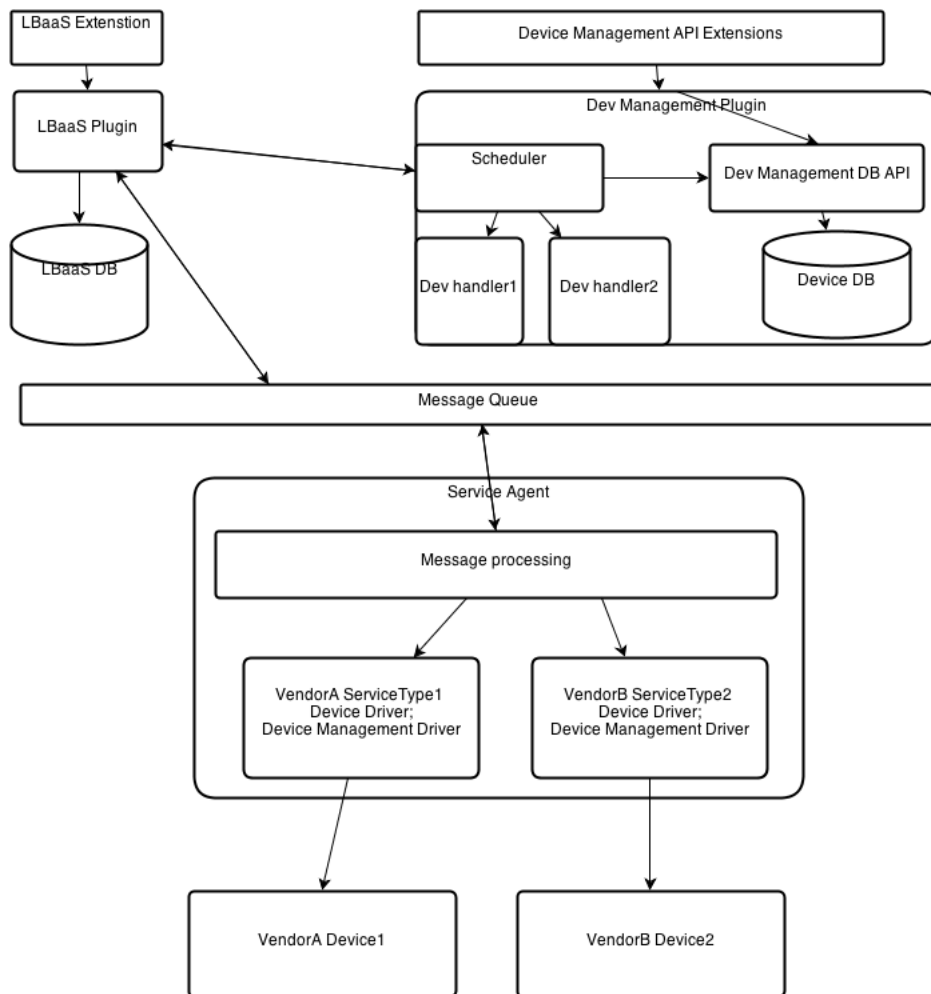 LBaaS Extenstion
Device Management API Extensions
Dev Management Plugin
LBaaS Plugin
Scheduler
Dev Management DB API
LBaaS DB
Dev handler1
Dev handler2
Device DB
Message Queue
Service Agent
Message processing
VendorA ServiceType1
Device Driver;
Device Management Driver
VendorB ServiceType2
Device Driver;
Device Management Driver
VendorA Device1
VendorB Device2